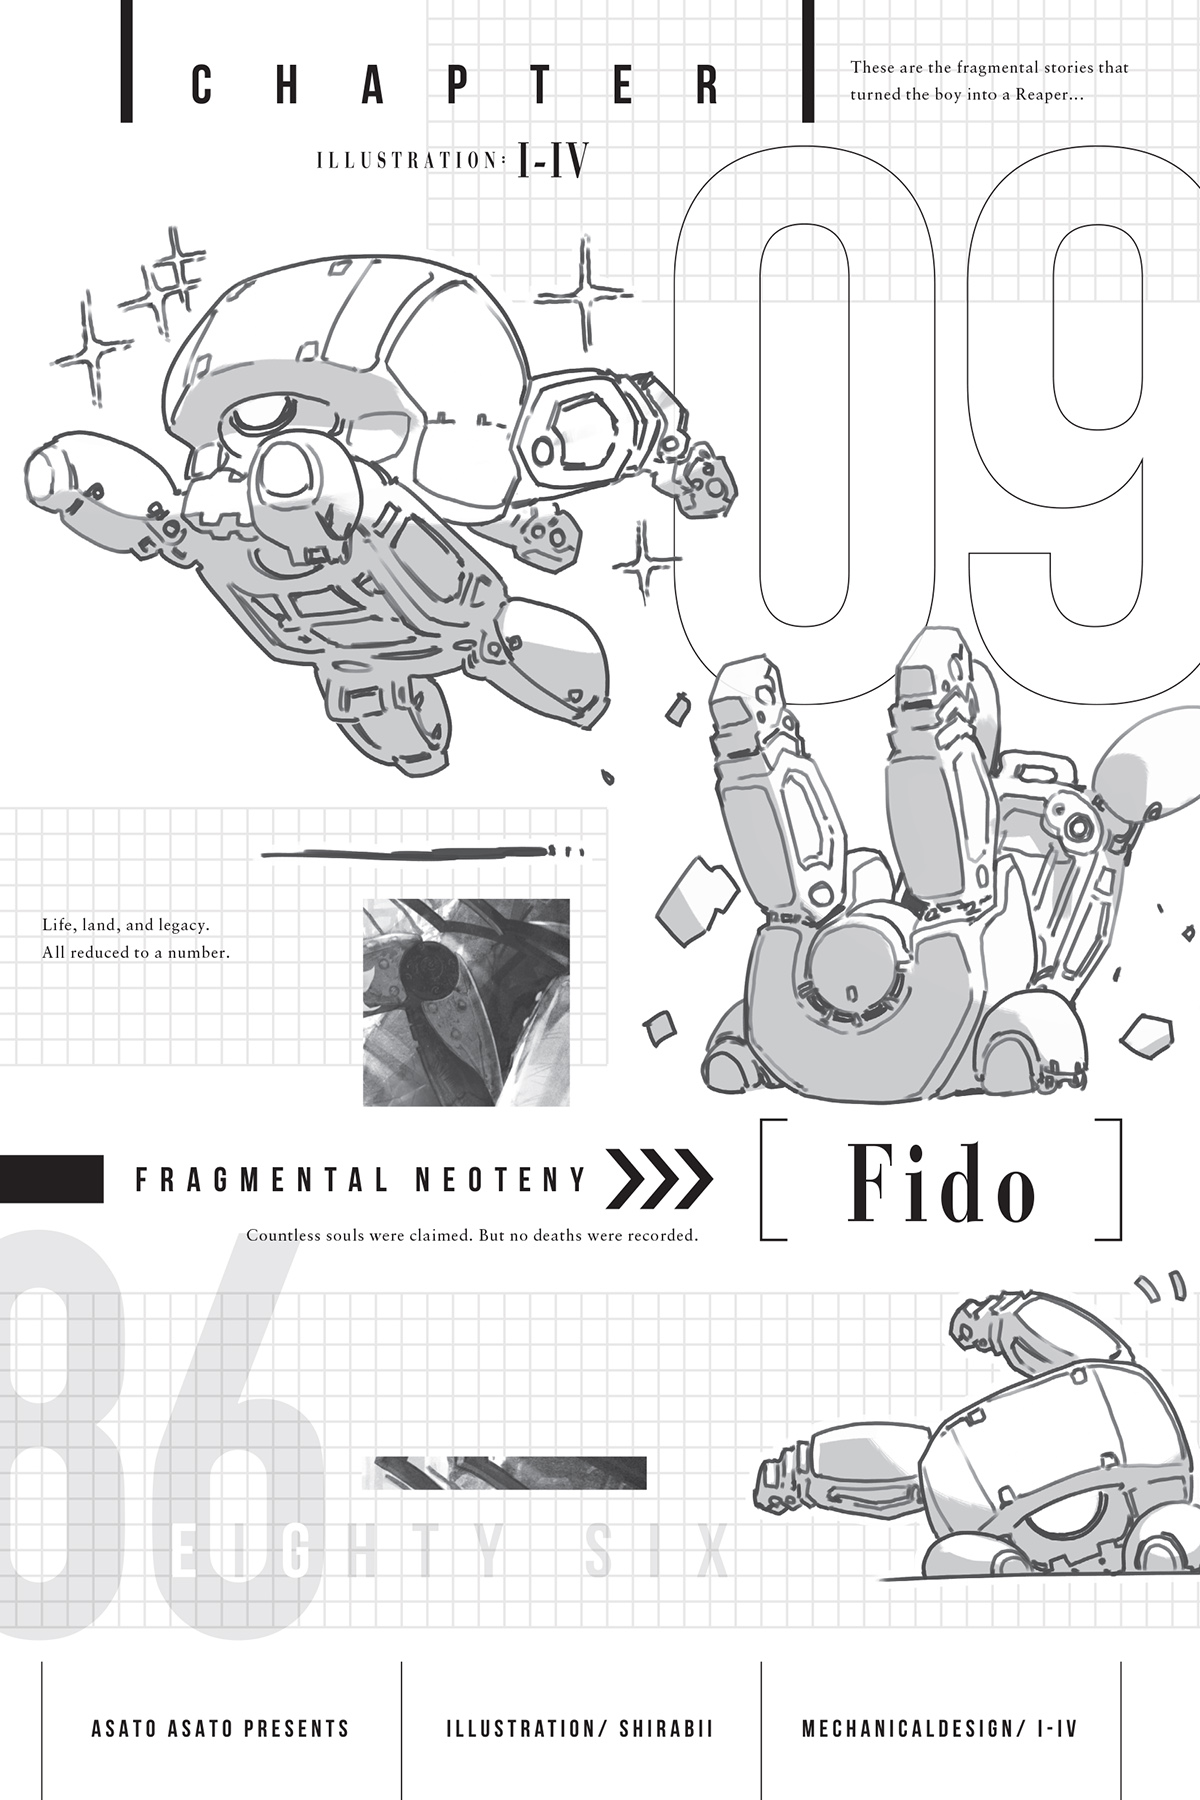 CHAPTER
These are the fragmental stories that
turned the boy into a Reaper...
ILLUSTRATION: I-IV
09
Life, land, and legacy.
All reduced to a number.
FRAGMENTAL NEOTENY
Fido
Countless souls were claimed. But no deaths were recorded.
86
EIGHTY SIX
ASATO ASATO PRESENTS
ILLUSTRATION/ SHIRABII
MECHANICALDESIGN/ I-IV